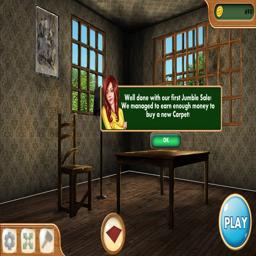 Well done with our first Jumble Sale!
We managed to earn enough money to
buy a new Carpet!
OK
PLAY